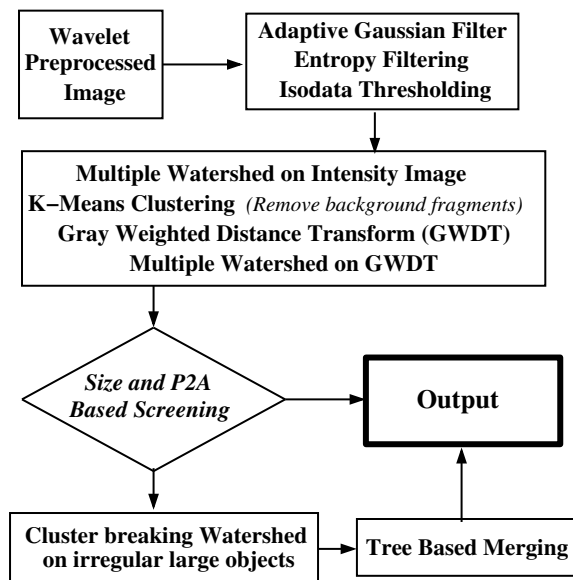 Wavelet
Preprocessed
Image
Adaptive Gaussian Filter
Entropy Filtering
Isodata Thresholding
Multiple Watershed on Intensity Image
K−Means Clustering (Remove background fragments)
Gray Weighted Distance Transform (GWDT)
Multiple Watershed on GWDT
Size and P2A
Based Screening
Output
Cluster breaking Watershed
on irregular large objects
Tree Based Merging